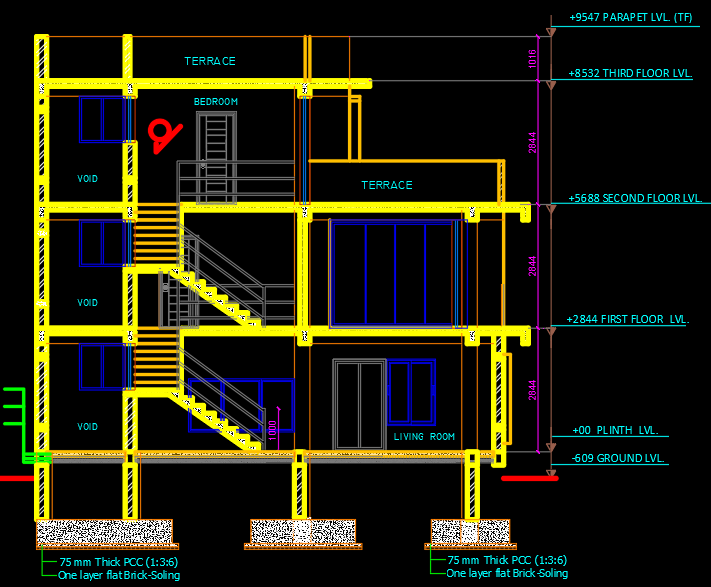 +9547 PARAPET LVL. (TF)
TERRACE
1016
+8532 THIRD FLOOR LVL.
BEDROOM
2844
VOID
TERRACE
+5688 SECOND FLOOR LVL.
2844
VOID
+2844 FIRST FLOOR LVL.
2844
VOID
1000
LIVING ROOM
+00 PLINTH LVL.
-609 GROUND LVL.
75 mm Thick PCC (1:3:6)
One layer flat Brick-Soling
75 mm Thick PCC (1:3:6)
One layer flat Brick-Soling